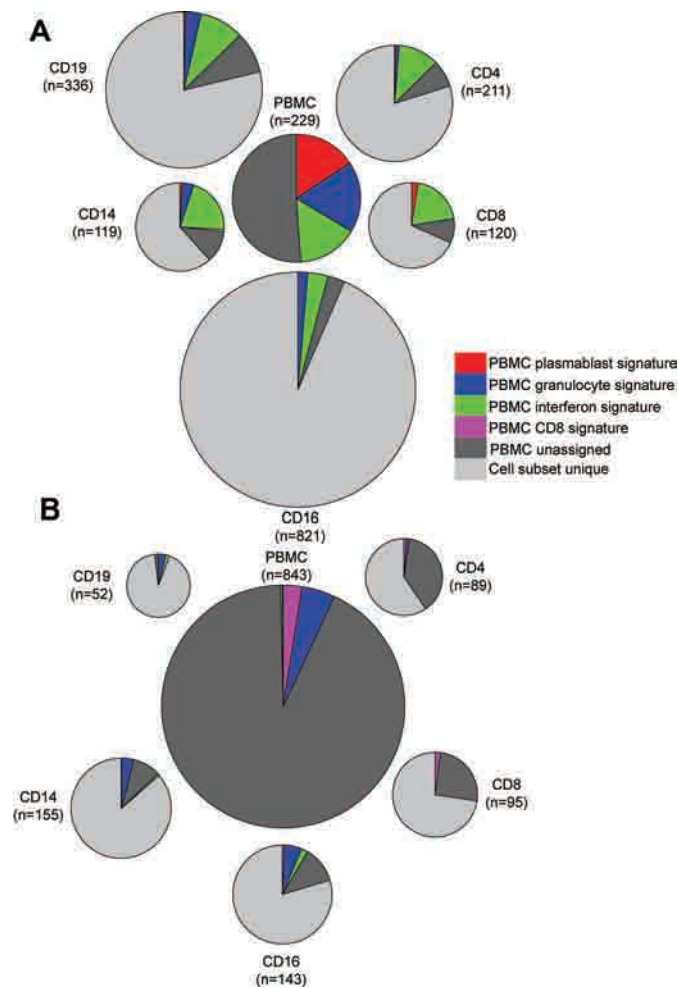 A
CD19
(n=336)
CD4
(n=211)
PBMC
(n=229)
CD14
(n=119)
CD8
(n=120)
PBMC plasmablast signature
PBMC granulocyte signature
PBMC interferon signature
PBMC CD8 signature
PBMC unassigned
Cell subset unique
CD16
(n=821)
B
PBMC
(n=843)
CD19
(n=52)
CD4
(n=89)
CD14
(n=155)
CD8
(n=95)
CD16
(n=143)